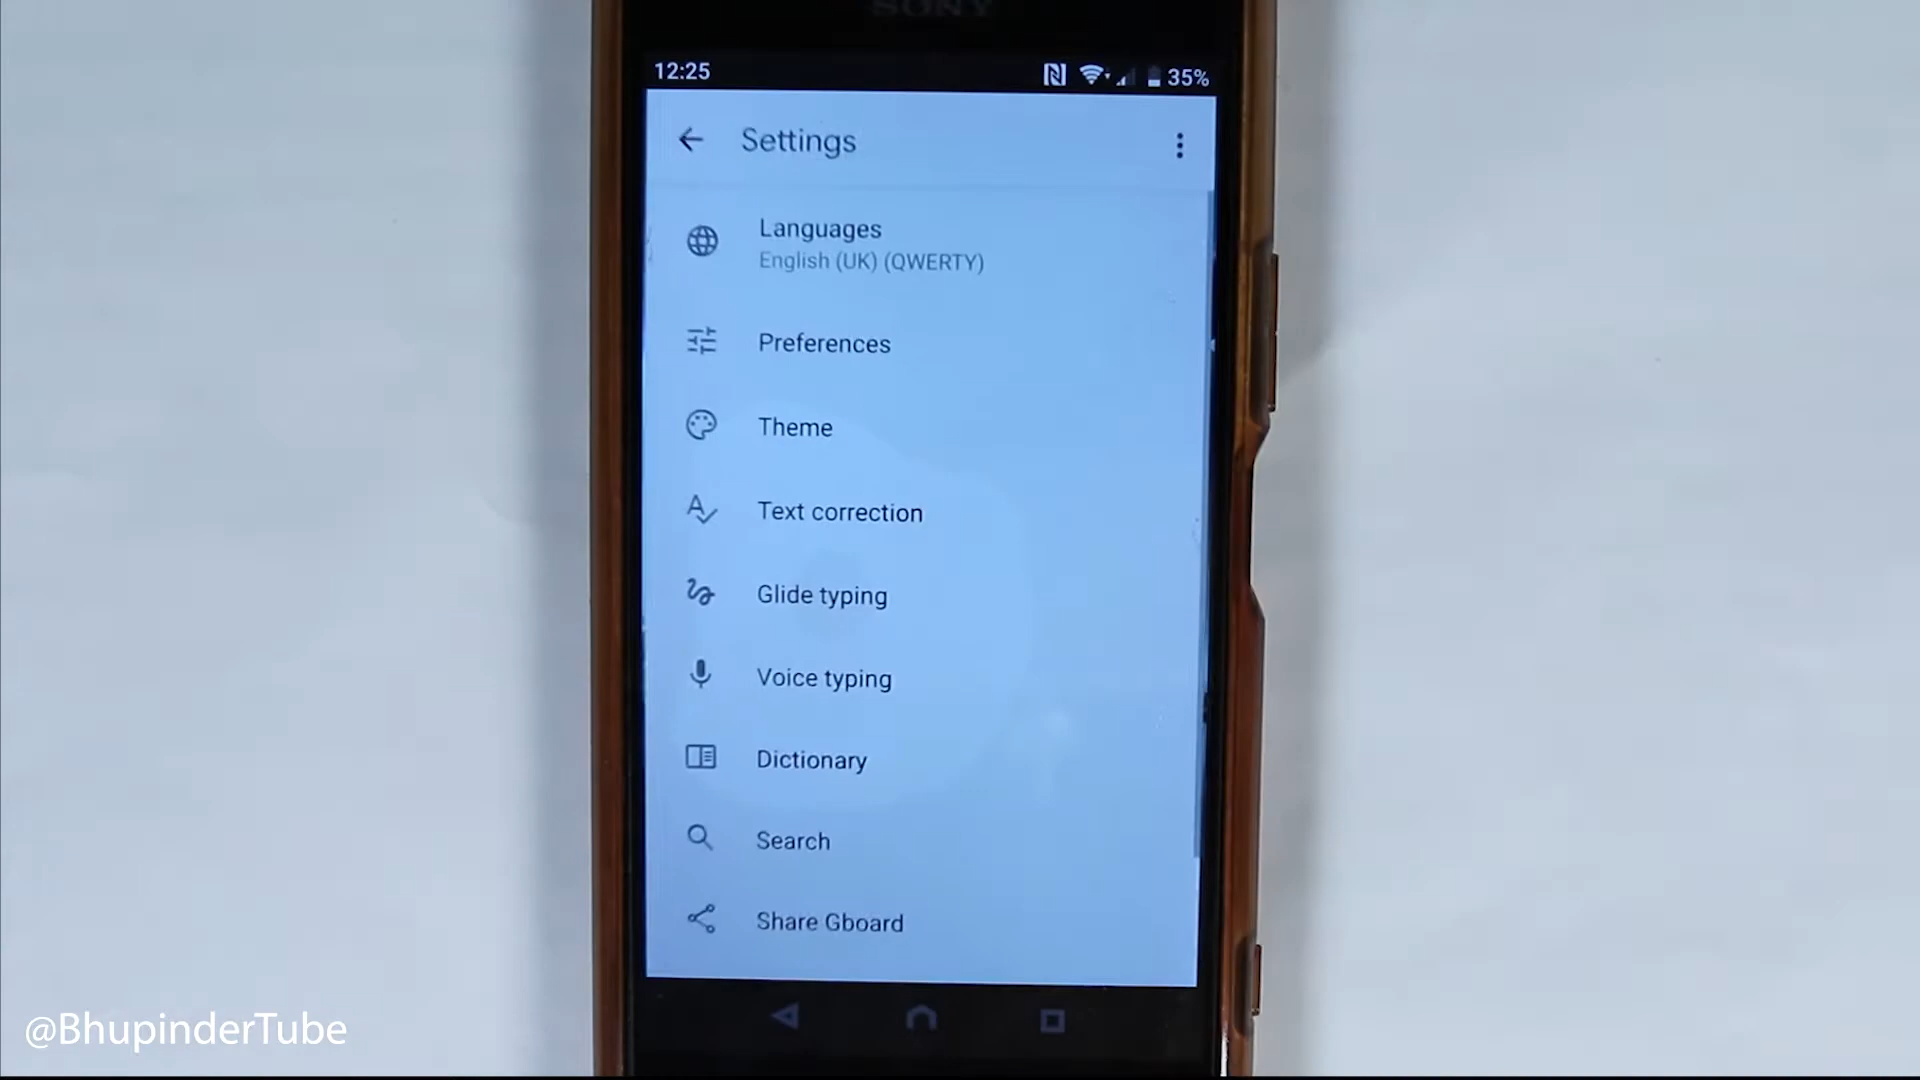 SONY
12:25
35%
Settings
Languages
English (UK) (QWERTY)
Preferences
Theme
Text correction
Glide typing
Voice typing
Dictionary
Search
Share Gboard
@BhupinderTube